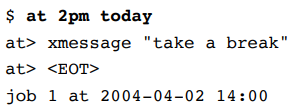 $ at 2pm today
at> xmessage "take a break"
at> <EOT>
job 1 at 2004-04-02 14:00